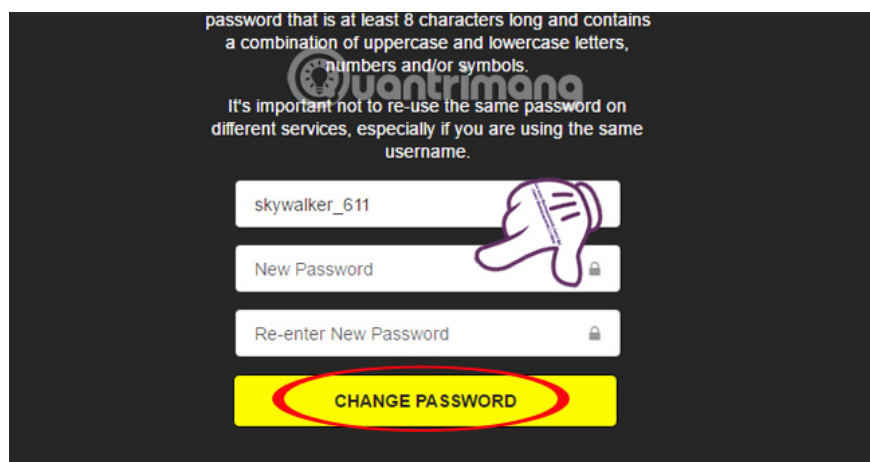 password that is at least 8 characters long and contains
a combination of uppercase and lowercase letters,
numbers and/or symbols.
Quantrimang
It's important not to re-use the same password on
different services, especially if you are using the same
username.
skywalker_611
New Password
Re-enter New Password
CHANGE PASSWORD